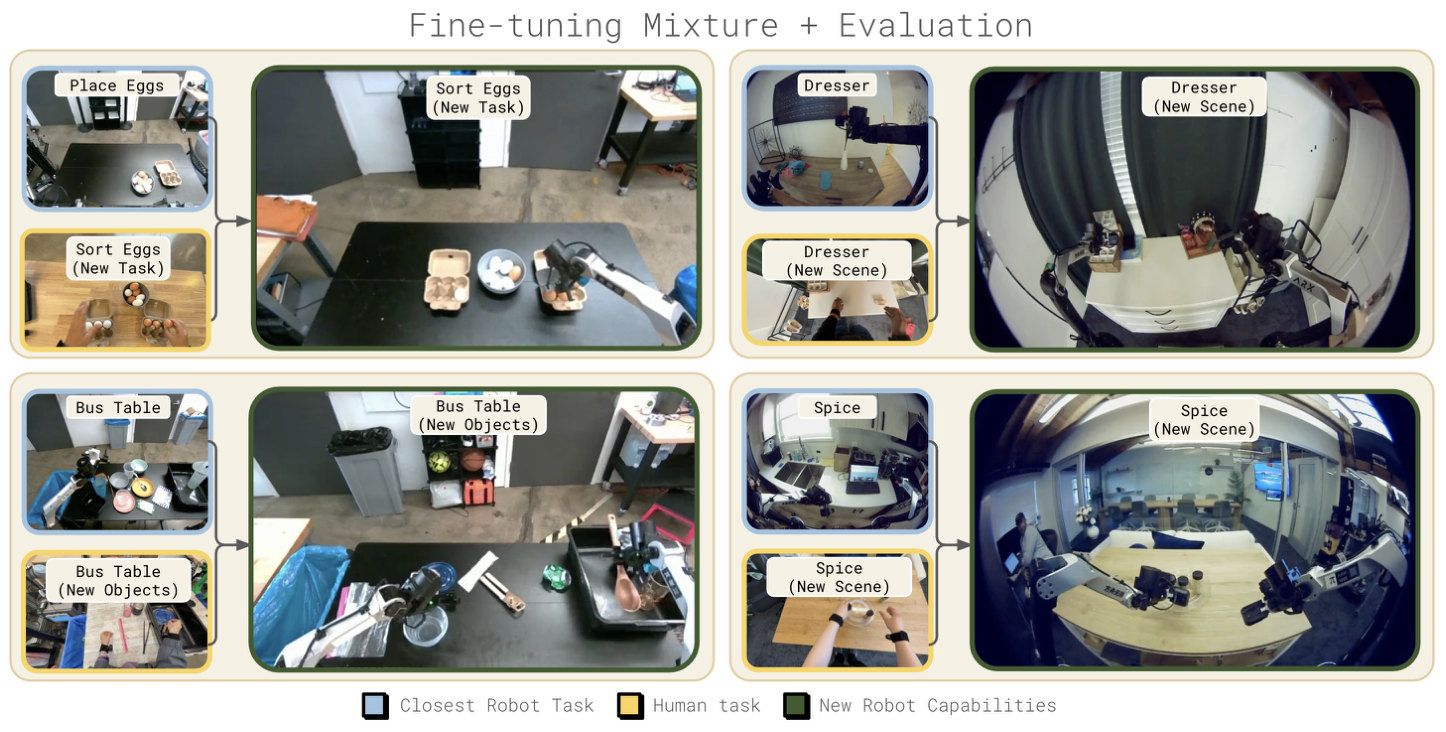 Fine-tuning Mixture + Evaluation
Place Eggs
Sort Eggs
(New Task)
Sort Eggs
(New Task)
Dresser
Dresser
(New Scene)
Dresser
(New Scene)
ARX
Bus Table
Bus Table
(New Objects)
Bus Table
(New Objects)
Spice
Spice
(New Scene)
Spice
(New Scene)
Closest Robot Task
Human task
New Robot Capabilities